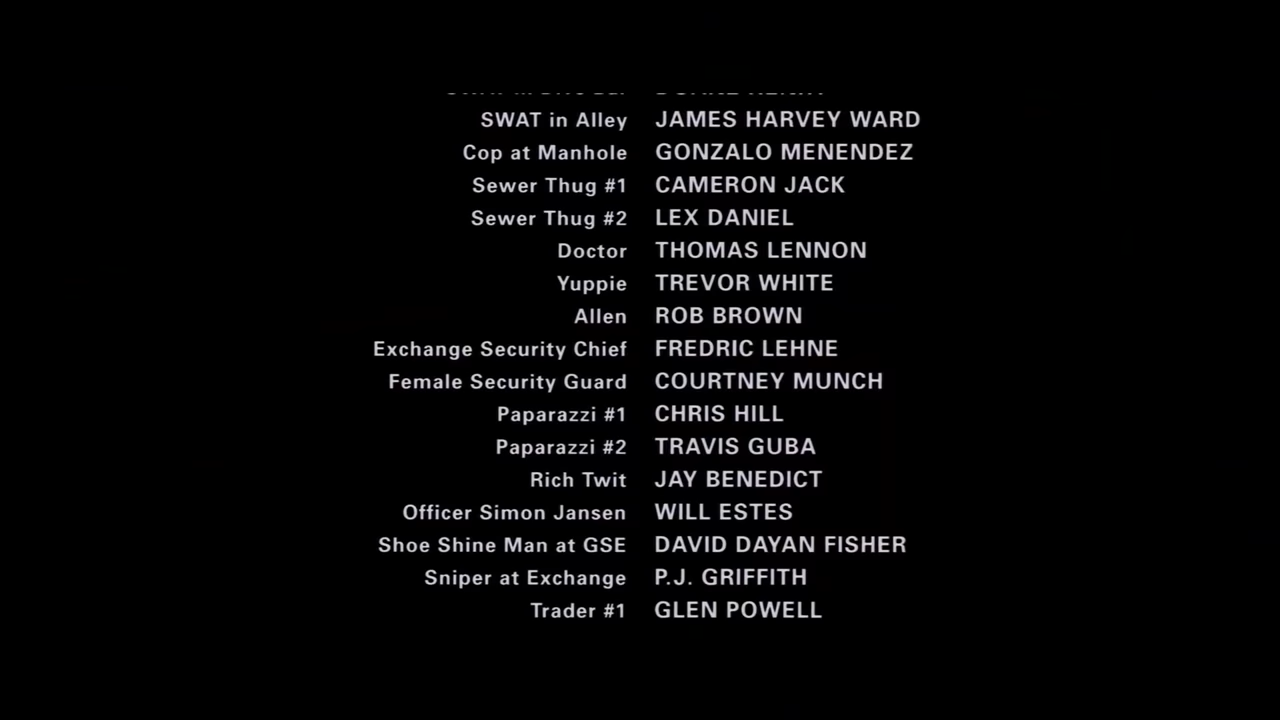 SWAT in Alley JAMES HARVEY WARD
Cop at Manhole GONZALO MENENDEZ
Sewer Thug #1 CAMERON JACK
Sewer Thug #2 LEX DANIEL
Doctor THOMAS LENNON
Yuppie TREVOR WHITE
Allen ROB BROWN
Exchange Security Chief FREDRIC LEHNE
Female Security Guard COURTNEY MUNCH
Paparazzi #1 CHRIS HILL
Paparazzi #2 TRAVIS GUBA
Rich Twit JAY BENEDICT
Officer Simon Jansen WILL ESTES
Shoe Shine Man at GSE DAVID DAYAN FISHER
Sniper at Exchange P.J. GRIFFITH
Trader #1 GLEN POWELL